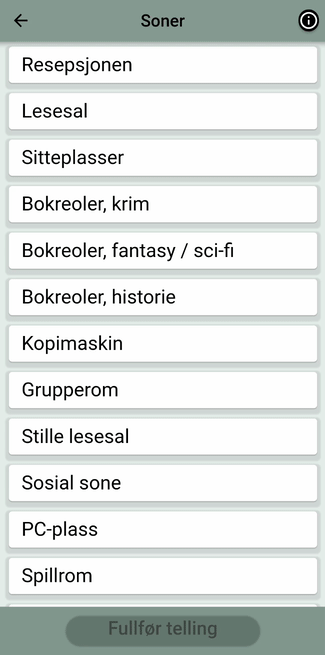 Soner
Resepsjonen
Lesesal
Sitteplasser
Bokreoler, krim
Bokreoler, fantasy / sci-fi
Bokreoler, historie
Kopimaskin
Grupperom
Stille lesesal
Sosial sone
PC-plass
Spillrom
Fullfør telling